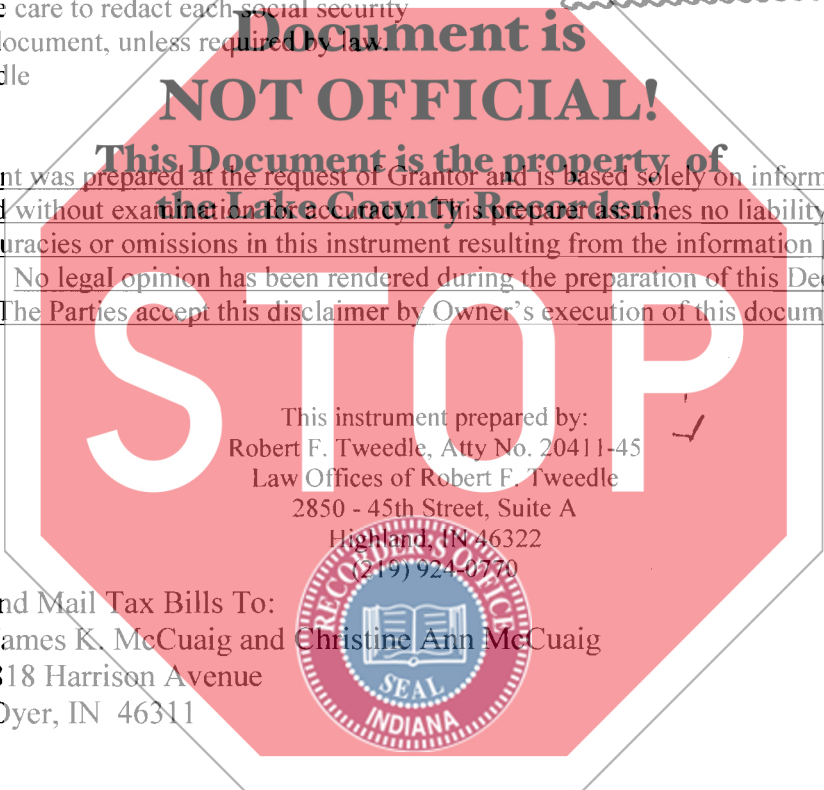 e care to redact each social security
ocument, unless required by law.
dle
Document is
NOT OFFICIAL!
This Document is the property of
the Lake County Recorder!
nt was prepared at the request of Grantor and is based solely on inform
d without examination for accuracy. This preparer assumes no liability
uracies or omissions in this instrument resulting from the information
No legal opinion has been rendered during the preparation of this Dee
The Parties accept this disclaimer by Owner's execution of this docum
STOP
This instrument prepared by:
Robert F. Tweedle, Atty No. 20411-45
Law Offices of Robert F. Tweedle
2850 - 45th Street, Suite A
Highland, IN 46322
(219) 924-0770
nd Mail Tax Bills To:
ames K. McCuaig and Christine Ann McCuaig
818 Harrison Avenue
Dyer, IN 46311
RECORDER'S OFFICE
SEAL
INDIANA